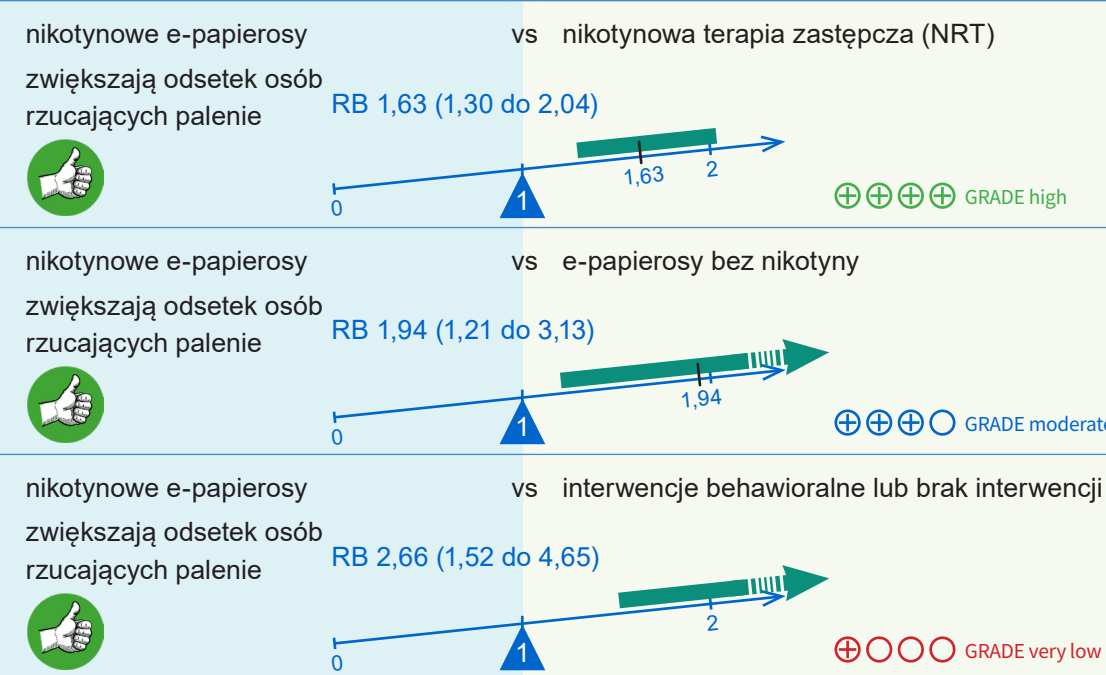 nikotynowe e-papierosy vs nikotynowa terapia zastępcza (NRT)
zwiększają odsetek osób
rzucających palenie
RB 1,63 (1,30 do 2,04)
0
1
1,63
2
GRADE high
nikotynowe e-papierosy vs e-papierosy bez nikotyny
zwiększają odsetek osób
rzucających palenie
RB 1,94 (1,21 do 3,13)
0
1
1,94
GRADE moderate
nikotynowe e-papierosy vs interwencje behawioralne lub brak interwencji
zwiększają odsetek osób
rzucających palenie
RB 2,66 (1,52 do 4,65)
0
1
2
GRADE very low